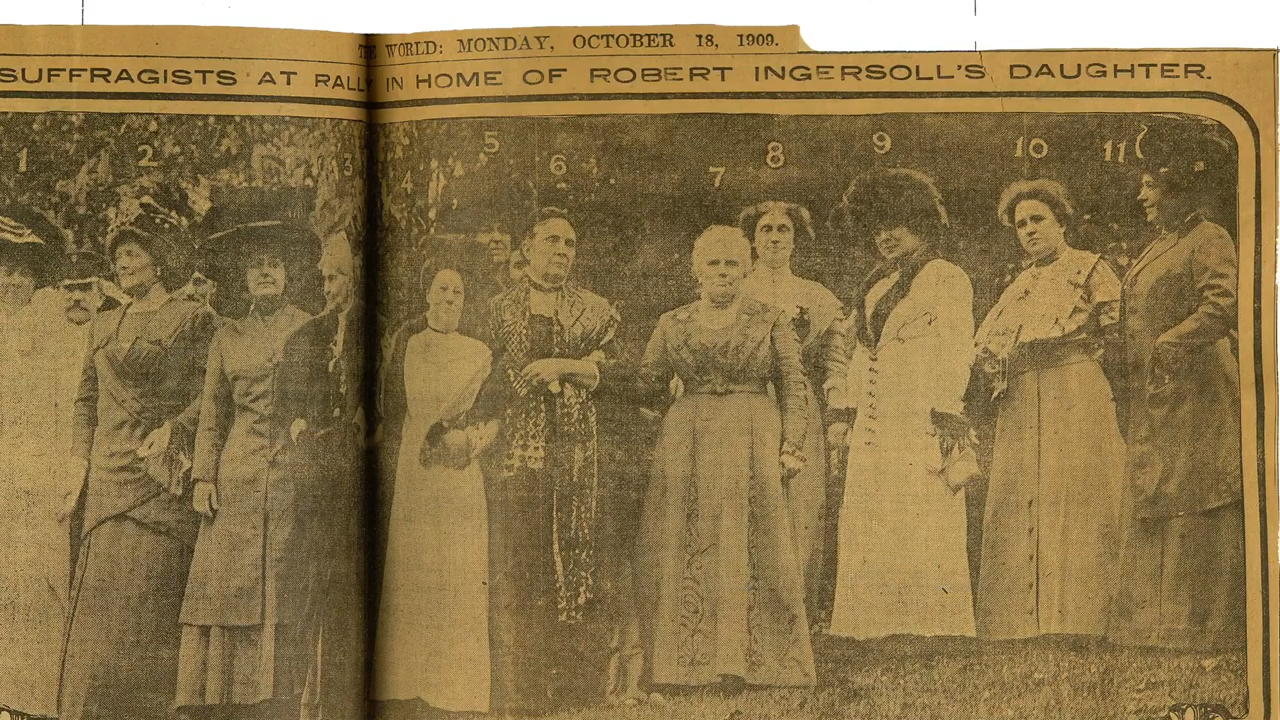 THE WORLD: MONDAY, OCTOBER 18, 1909.
SUFFRAGISTS AT RALLY IN HOME OF ROBERT INGERSOLL'S DAUGHTER.
1 2 3 4 5 6 7 8 9 10 11